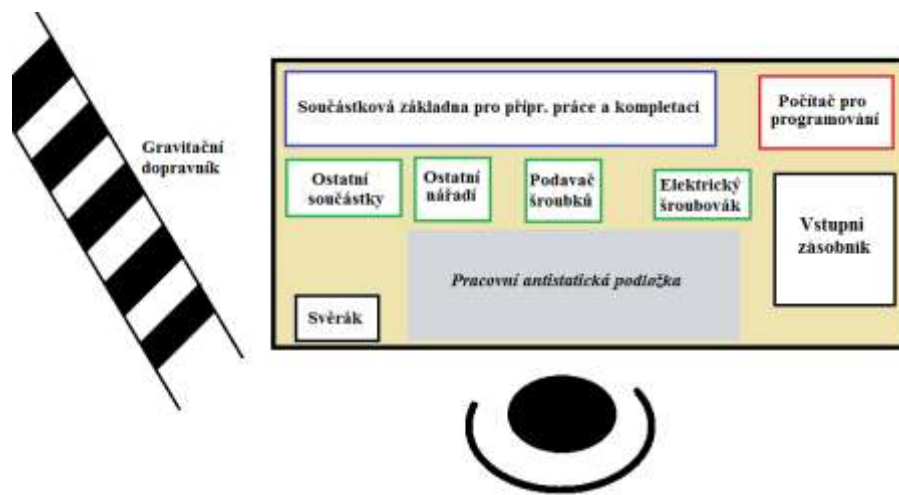 Součástková základna pro přípr. práce a kompletaci
Počítač pro
programování
Gravitační
dopravník
Ostatní
součástky
Ostatní
nářadí
Podavač
šroubků
Elektrický
šroubovák
Vstupní
zásobník
Pracovní antistatická podložka
Svěrák